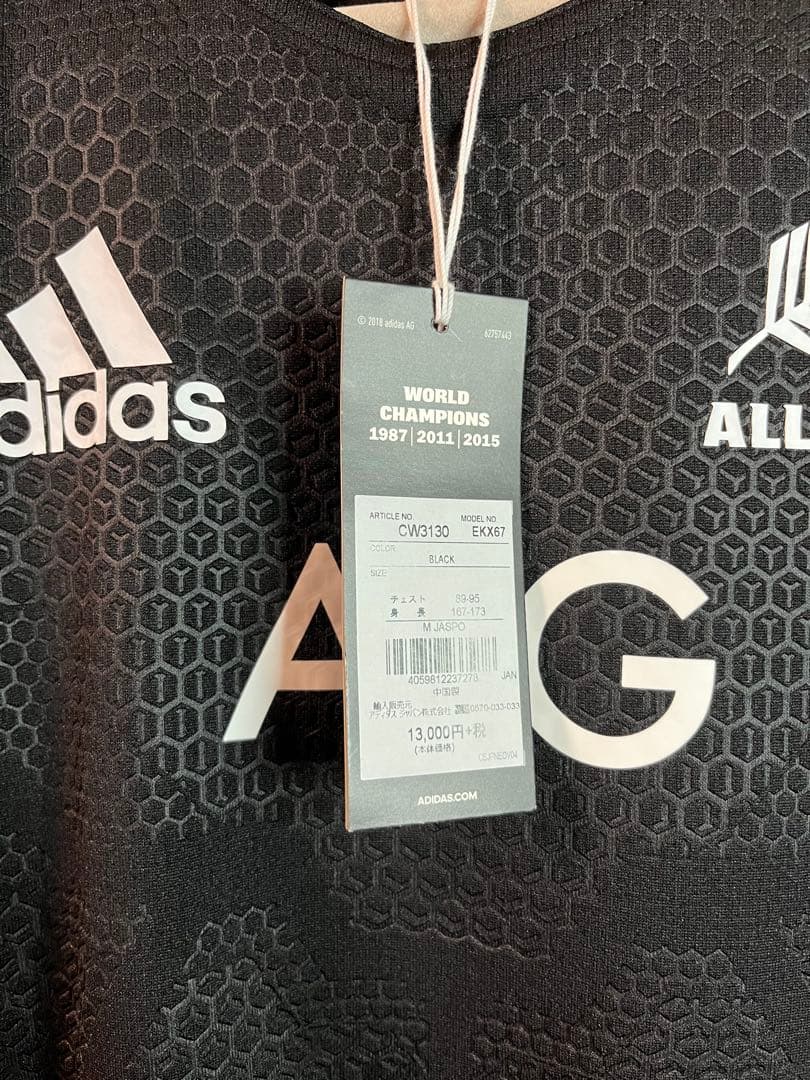 © 2018 adidas AG
62757443
WORLD
CHAMPIONS
1987|2011|2015
adidas
ALL
ARTICLE NO. MODEL NO
CW3130 EKX67
COLOR
BLACK
SIZE
チェスト 89-95
身 長 167-173
M JASPO
4059812237278 JAN
中国製
輸入販売元
アディダス ジャパン株式会社 0570-033-033
13,000円+税
(本体価格)
ADIDAS.COM
A G